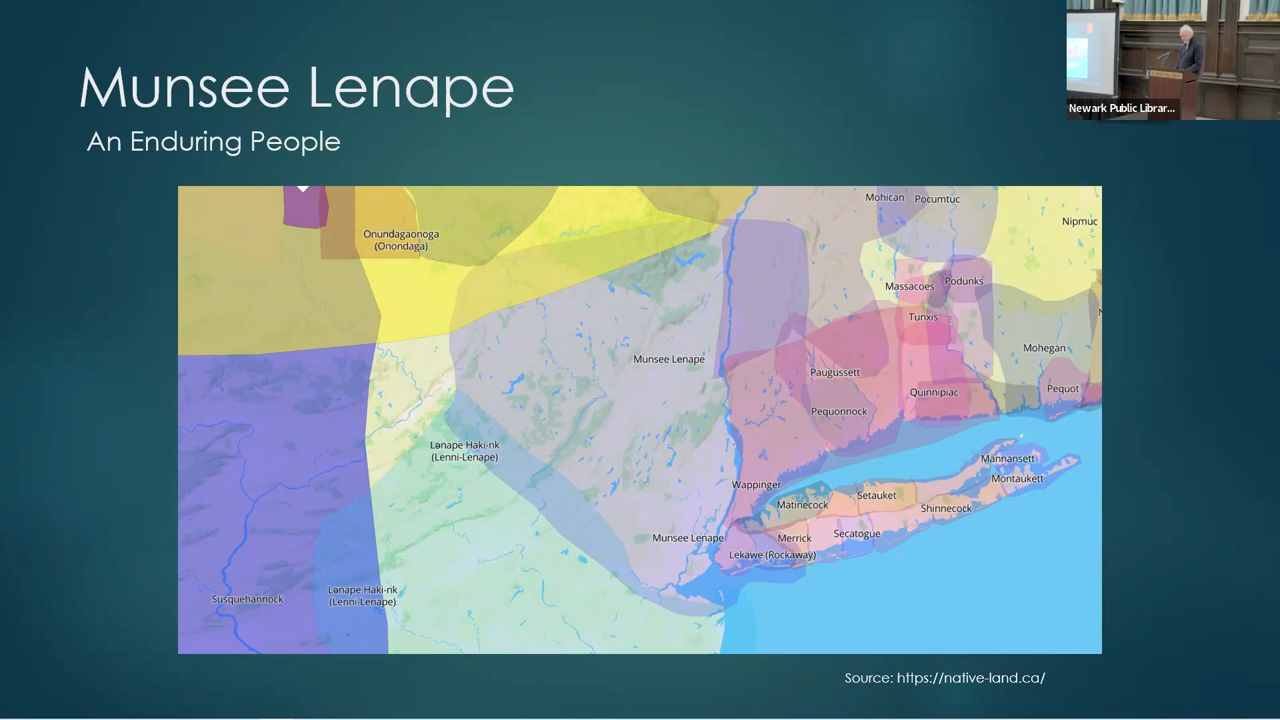 Munsee Lenape
An Enduring People
Newark Public Librar...
Mohican
Pocumtuc
Nipmuc
Onundagaonoga
(Onondaga)
Massacoes
Podunks
Tunxis
N
Munsee Lenape
Mohegan
Paugussett
Quinnipiac
Pequot
Pequonnock
Lənape Haki-nk
(Lenni-Lenape)
Mannansett
Montaukett
Wappinger
Setauket
Matinecock
Shinnecock
Munsee Lenape
Merrick
Secatogue
Lekawe (Rockaway)
Lənape Haki-nk
(Lenni-Lenape)
Susquehannock
Source: https://native-land.ca/